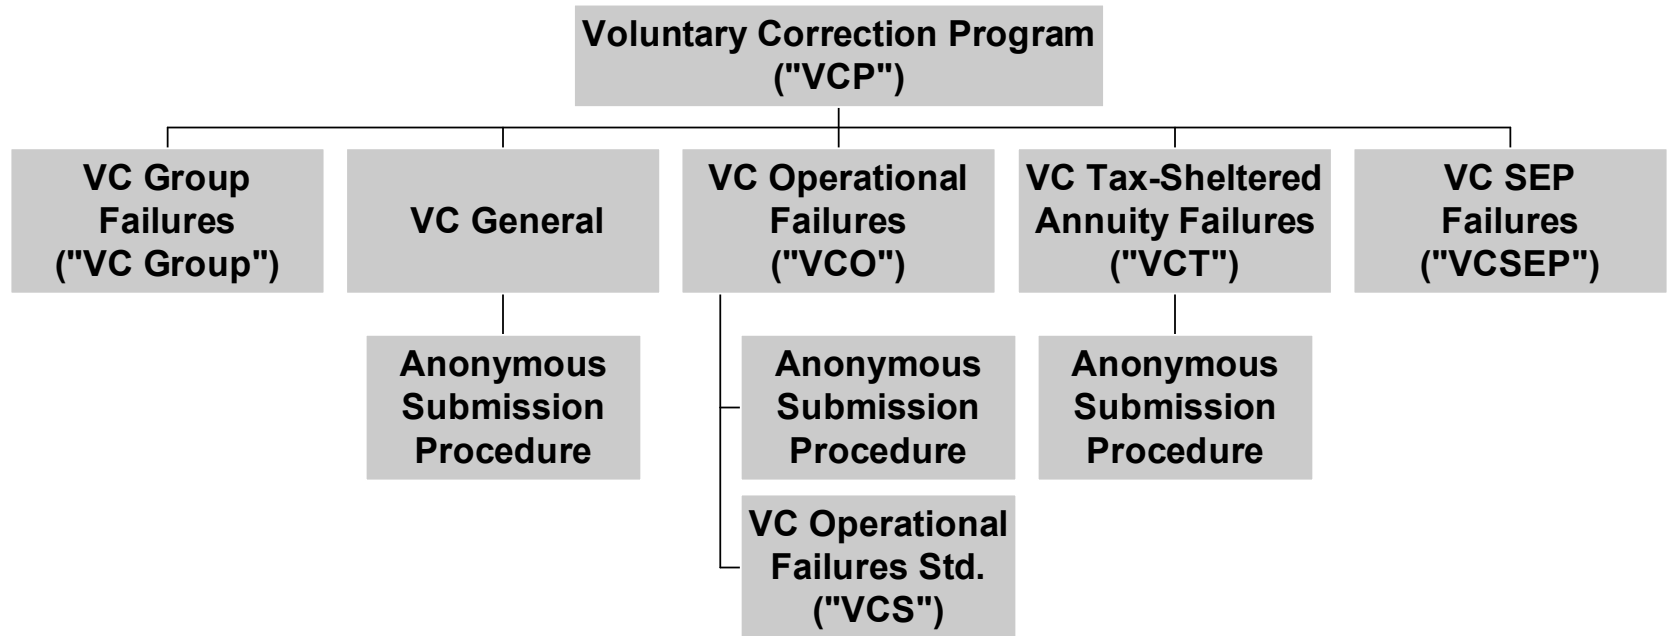 Voluntary Correction Program
("VCP")
VC Group
Failures
("VC Group")
VC General
VC Operational
Failures
("VCO")
VC Tax-Sheltered
Annuity Failures
("VCT")
VC SEP
Failures
("VCSEP")
Anonymous
Submission
Procedure
Anonymous
Submission
Procedure
Anonymous
Submission
Procedure
VC Operational
Failures Std.
("VCS")